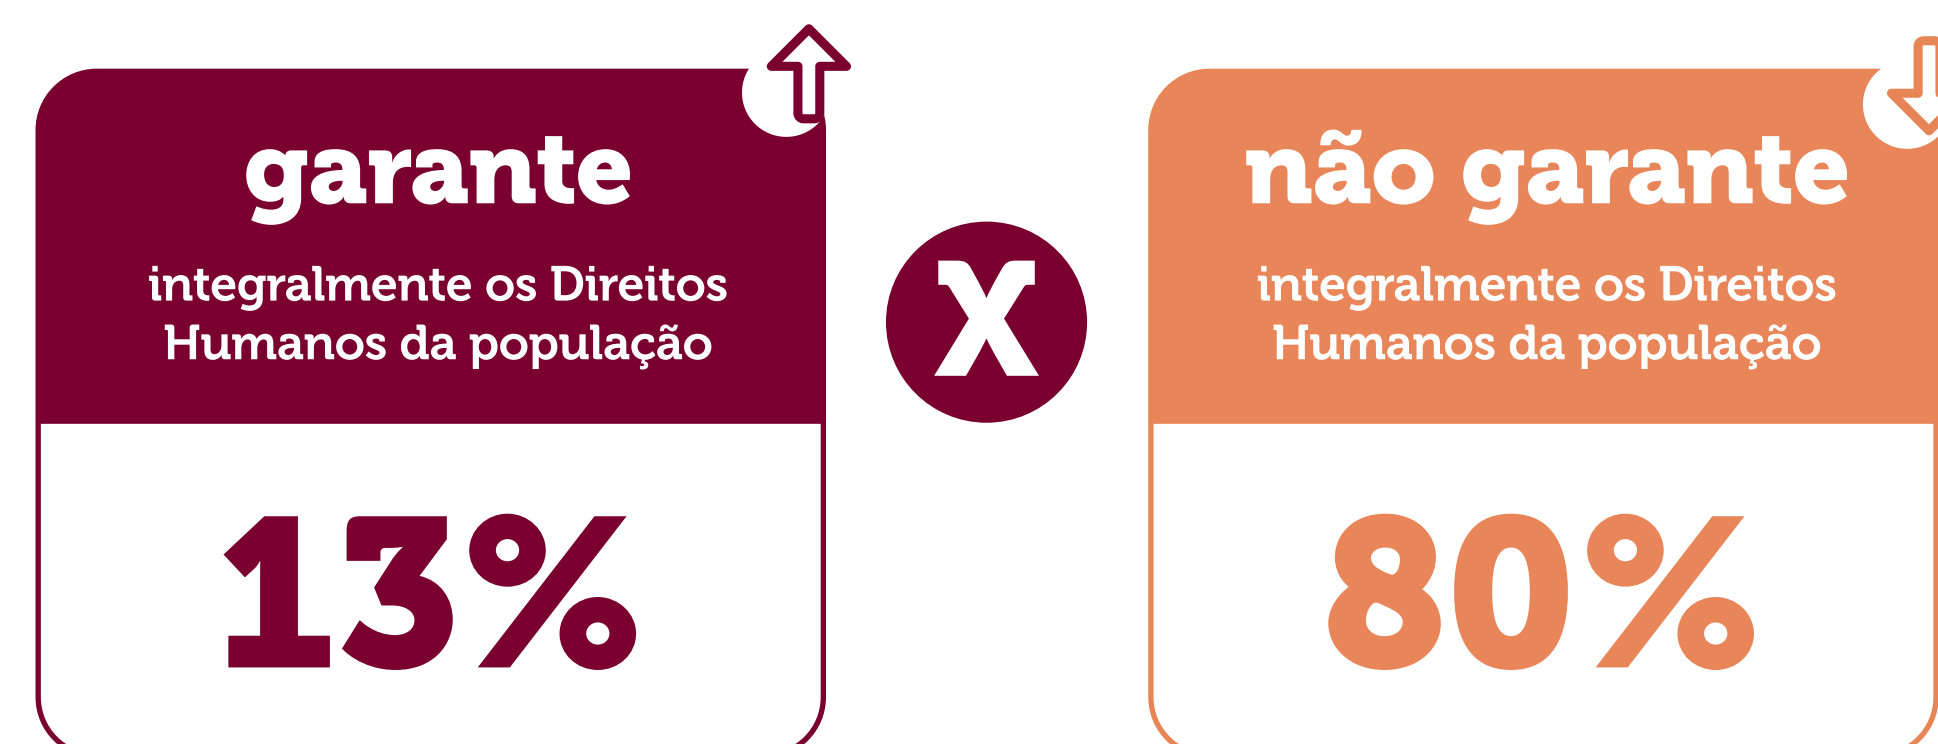 garante
integralmente os Direitos
Humanos da população
13%
X
não garante
integralmente os Direitos
Humanos da população
80%